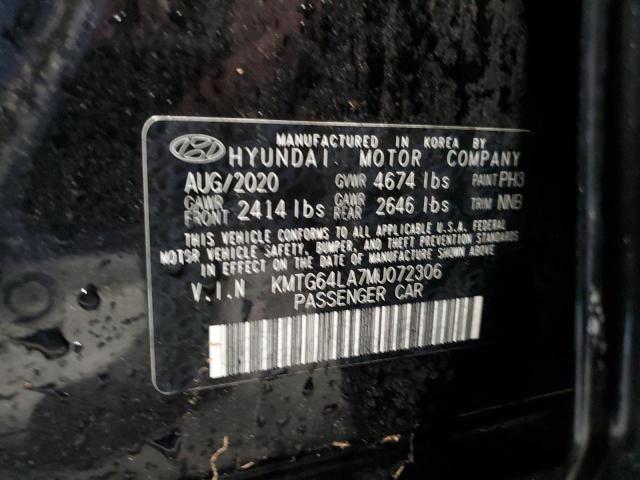 MANUFACTURED IN KOREA BY
HYUNDAI MOTOR COMPANY
AUG/2020 GVWR 4674 lbs PAINT PH3
GAWR FRONT 2414 lbs GAWR REAR 2646 lbs TRIM NNB
THIS VEHICLE CONFORMS TO ALL APPLICABLE U.S.A. FEDERAL
MOTOR VEHICLE SAFETY, BUMPER, AND THEFT PREVENTION STANDARDS
IN EFFECT ON THE DATE OF MANUFACTURE SHOWN ABOVE
V.I.N KMTG64LA7MU072306
PASSENGER CAR